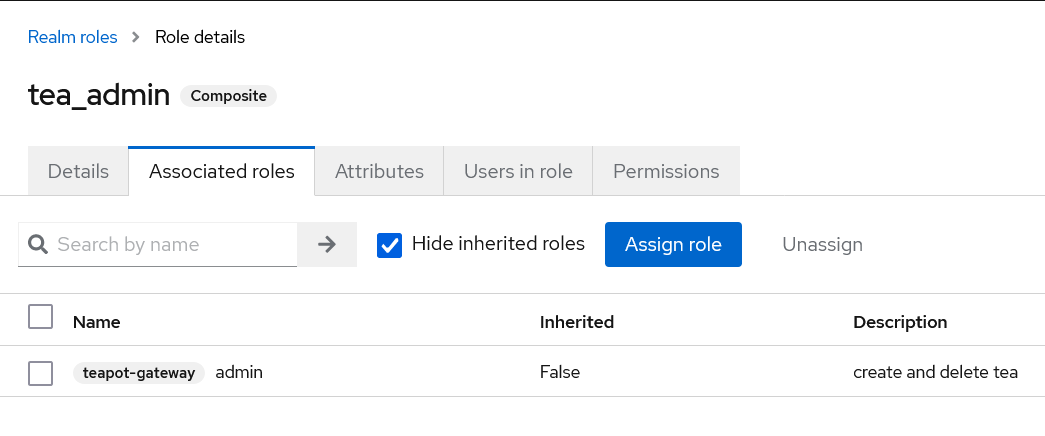 Realm roles > Role details
tea_admin Composite
Details Associated roles Attributes Users in role Permissions
Search by name Hide inherited roles Assign role Unassign
Name Inherited Description
teapot-gateway admin False create and delete tea